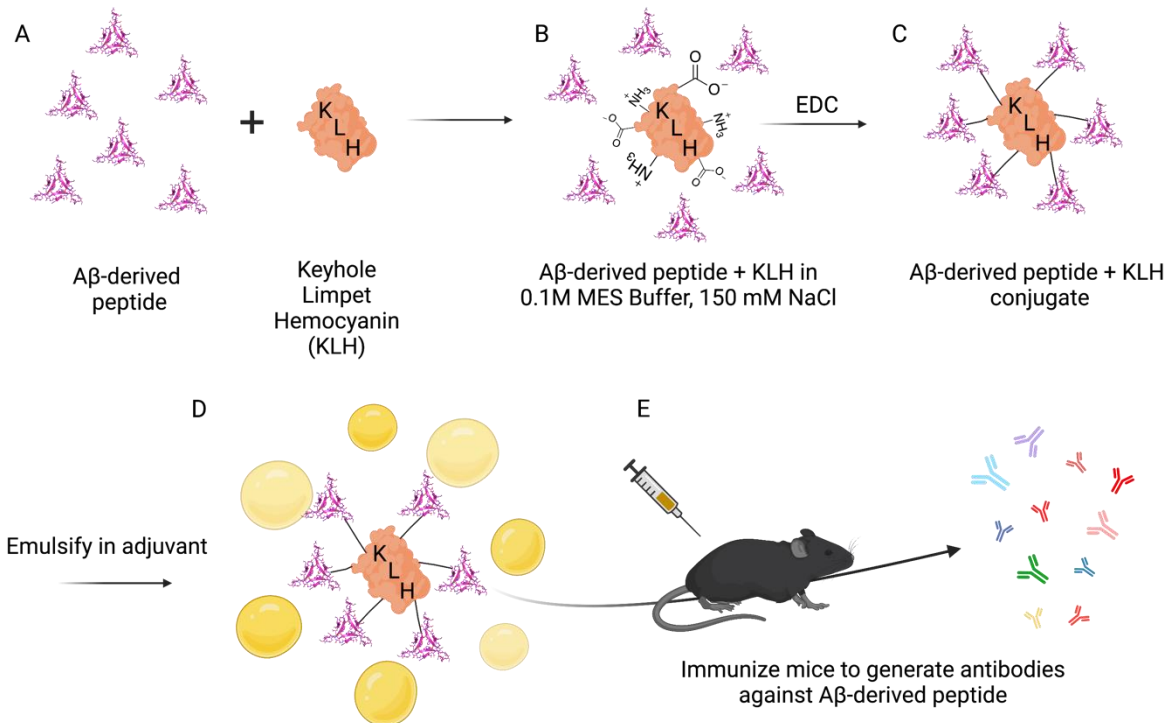 A
B
C
+
K
L
H
O
O⁻
⁺NH₃
NH₃⁺
⁻O
O
NH₃⁺
O
O⁻
K
L
H
EDC
K
L
H
Aβ-derived
peptide
Keyhole
Limpet
Hemocyanin
(KLH)
Aβ-derived peptide + KLH in
0.1M MES Buffer, 150 mM NaCl
Aβ-derived peptide + KLH
conjugate
D
E
Emulsify in adjuvant
K
L
H
Immunize mice to generate antibodies
against Aβ-derived peptide